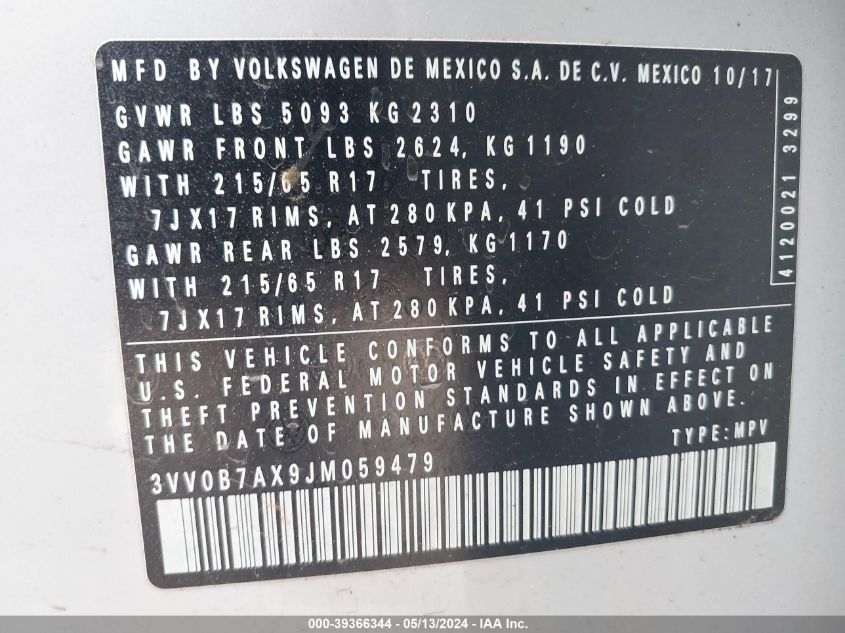 MFD BY VOLKSWAGEN DE MEXICO S.A. DE C.V. MEXICO 10/17
GVWR LBS 5093 KG 2310
GAWR FRONT LBS 2624, KG 1190
WITH 215/65 R17 TIRES,
7JX17 RIMS, AT 280 KPA, 41 PSI COLD
GAWR REAR LBS 2579, KG 1170
WITH 215/65 R17 TIRES,
7JX17 RIMS, AT 280 KPA, 41 PSI COLD
4120021 3299
THIS VEHICLE CONFORMS TO ALL APPLICABLE
U.S. FEDERAL MOTOR VEHICLE SAFETY AND
THEFT PREVENTION STANDARDS IN EFFECT ON
THE DATE OF MANUFACTURE SHOWN ABOVE.
TYPE: MPV
3VV0B7AX9JM059479
000-39366344 / 05/13/2024 - IAA Inc.